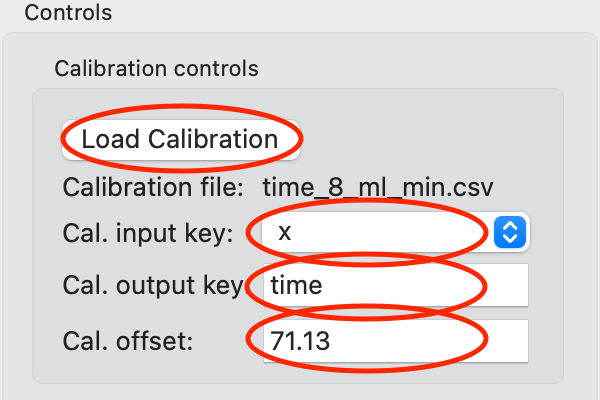 Controls
Calibration controls
Load Calibration
Calibration file: time_8_ml_min.csv
Cal. input key: x
Cal. output key time
Cal. offset: 71.13